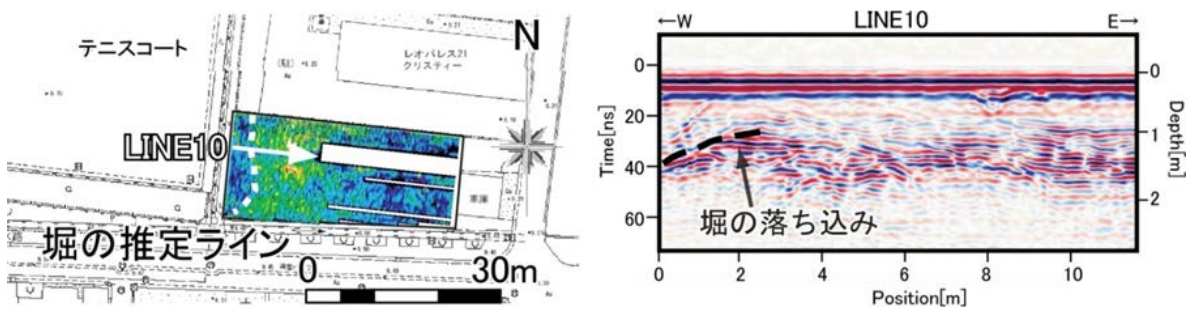 テニスコート
N
レオパレス21
クリスティー
LINE10
車庫
堀の推定ライン
0 30m
←W LINE10 E→
Time[ns]
0
20
40
60
Depth[m]
0
1
2
堀の落ち込み
0 2 4 6 8 10
Position[m]